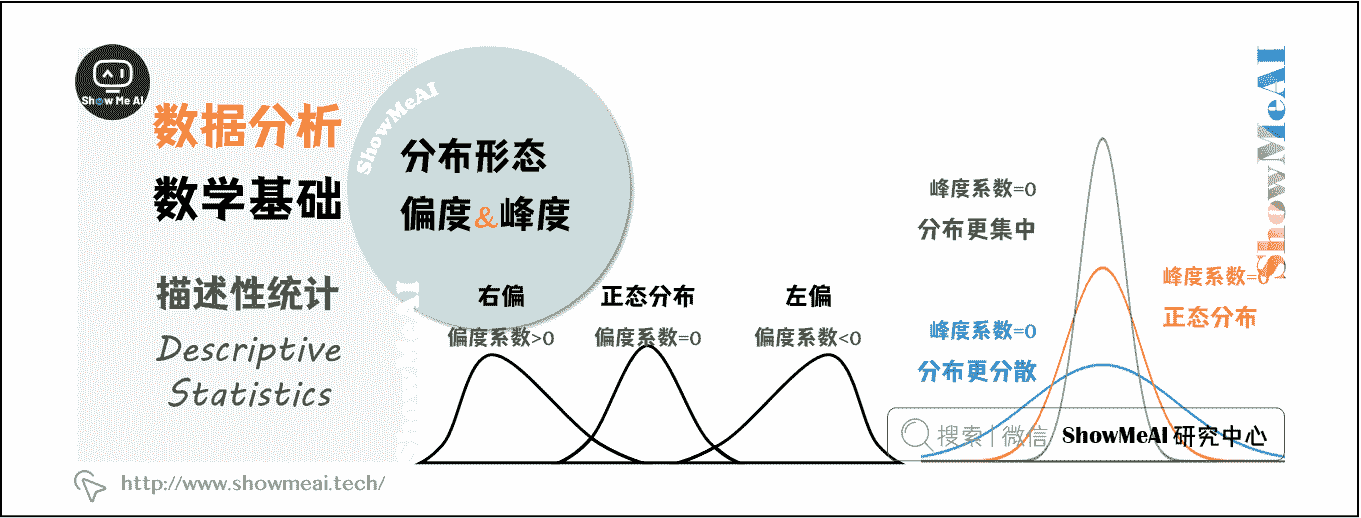 Show Me AI
数据分析
数学基础
描述性统计
Descriptive
Statistics
http://www.showmeai.tech/
ShowMeAI
分布形态
偏度&峰度
ShowMeAI
右偏
偏度系数>0
正态分布
偏度系数=0
左偏
偏度系数<0
峰度系数=0
分布更集中
峰度系数=0
正态分布
峰度系数=0
分布更分散
搜索|微信 ShowMeAI 研究中心
ShowMeAI